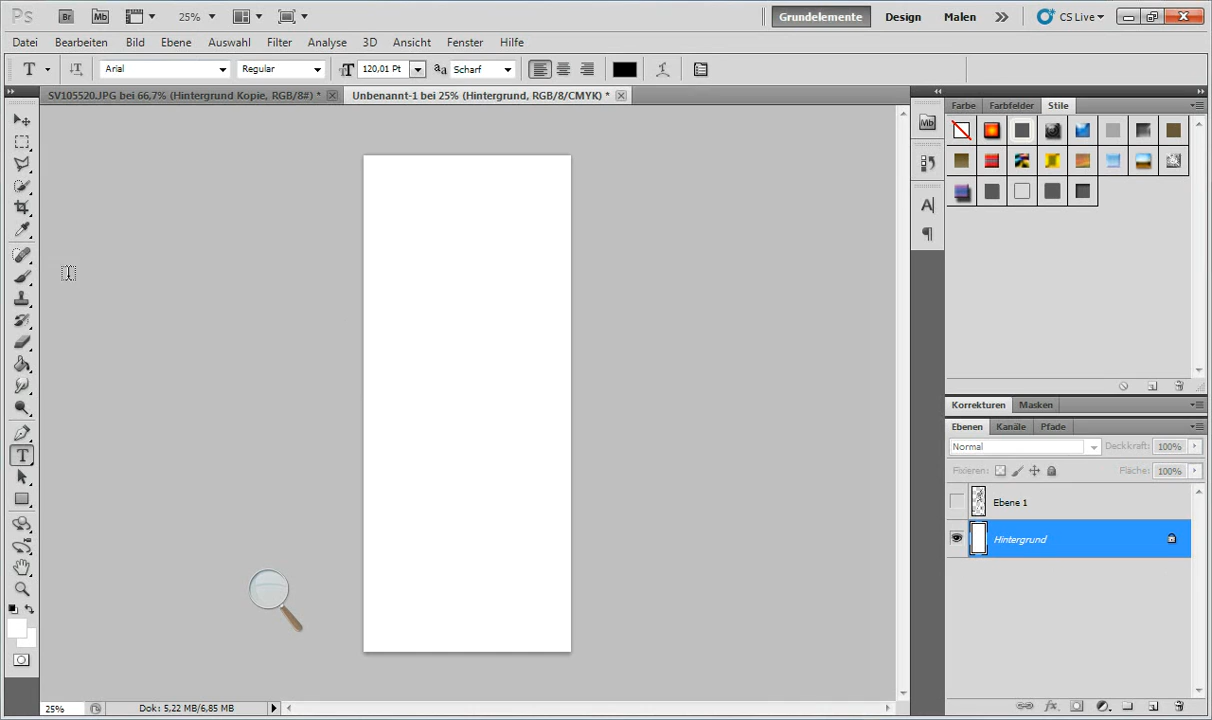 Ps Br Mb 25% Grundelemente Design Malen CS Live
Datei Bearbeiten Bild Ebene Auswahl Filter Analyse 3D Ansicht Fenster Hilfe
T Arial Regular 120,01 Pt Scharf
SV105520.JPG bei 66,7% (Hintergrund Kopie, RGB/8#) * Unbenannt-1 bei 25% (Hintergrund, RGB/8/CMYK) *
Farbe Farbfelder Stile
Mb
Korrekturen Masken
Ebenen Kanäle Pfade
Normal Deckkraft: 100%
Fixieren: Fläche: 100%
Ebene 1
Hintergrund
25% Dok: 5,22 MB/6,85 MB